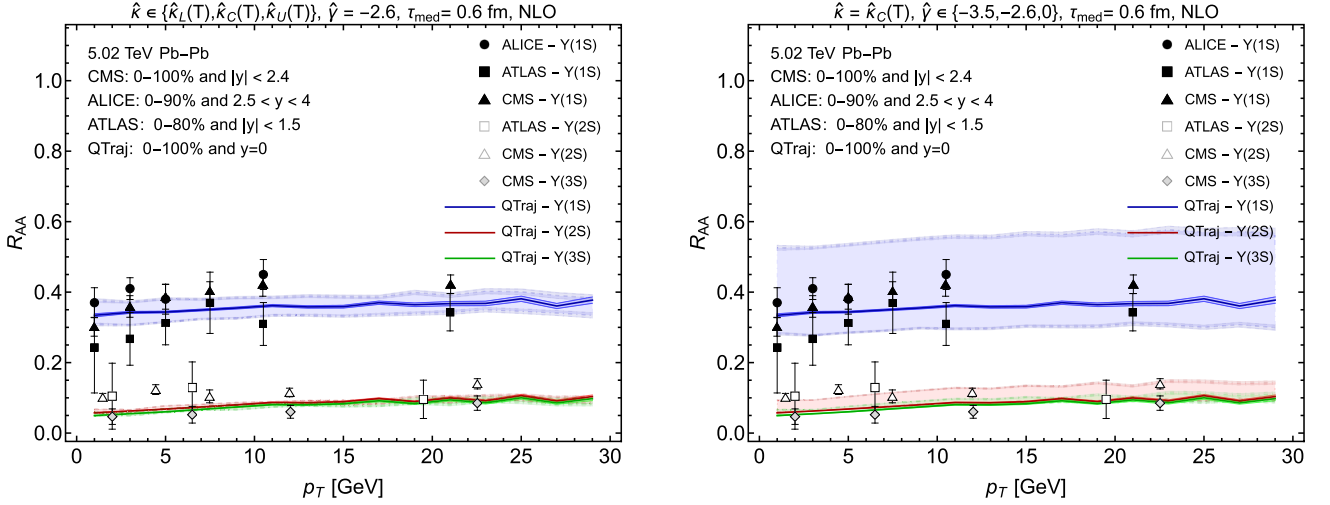 κ̂ ∈ {κ̂_L(T),κ̂_C(T),κ̂_U(T)}, γ̂ = −2.6, τ_med= 0.6 fm, NLO
5.02 TeV Pb–Pb
CMS: 0–100% and |y| < 2.4
ALICE: 0–90% and 2.5 < y < 4
ATLAS: 0–80% and |y| < 1.5
QTraj: 0–100% and y=0
ALICE – Υ(1S)
ATLAS – Υ(1S)
CMS – Υ(1S)
ATLAS – Υ(2S)
CMS – Υ(2S)
CMS – Υ(3S)
QTraj – Υ(1S)
QTraj – Υ(2S)
QTraj – Υ(3S)
R_AA
1.0
0.8
0.6
0.4
0.2
0.0
0 5 10 15 20 25 30
p_T [GeV]
κ̂ = κ̂_C(T), γ̂ ∈ {−3.5,−2.6,0}, τ_med= 0.6 fm, NLO
5.02 TeV Pb–Pb
CMS: 0–100% and |y| < 2.4
ALICE: 0–90% and 2.5 < y < 4
ATLAS: 0–80% and |y| < 1.5
QTraj: 0–100% and y=0
ALICE – Υ(1S)
ATLAS – Υ(1S)
CMS – Υ(1S)
ATLAS – Υ(2S)
CMS – Υ(2S)
CMS – Υ(3S)
QTraj – Υ(1S)
QTraj – Υ(2S)
QTraj – Υ(3S)
R_AA
1.0
0.8
0.6
0.4
0.2
0.0
0 5 10 15 20 25 30
p_T [GeV]